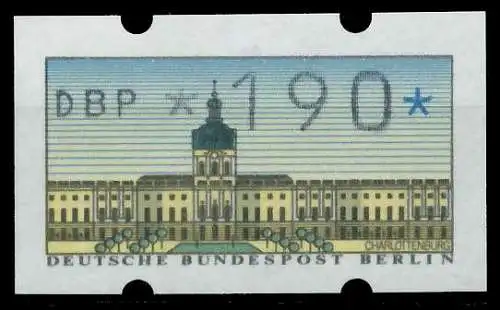 DBP *190*
CHARLOTTENBURG
DEUTSCHE BUNDESPOST BERLIN